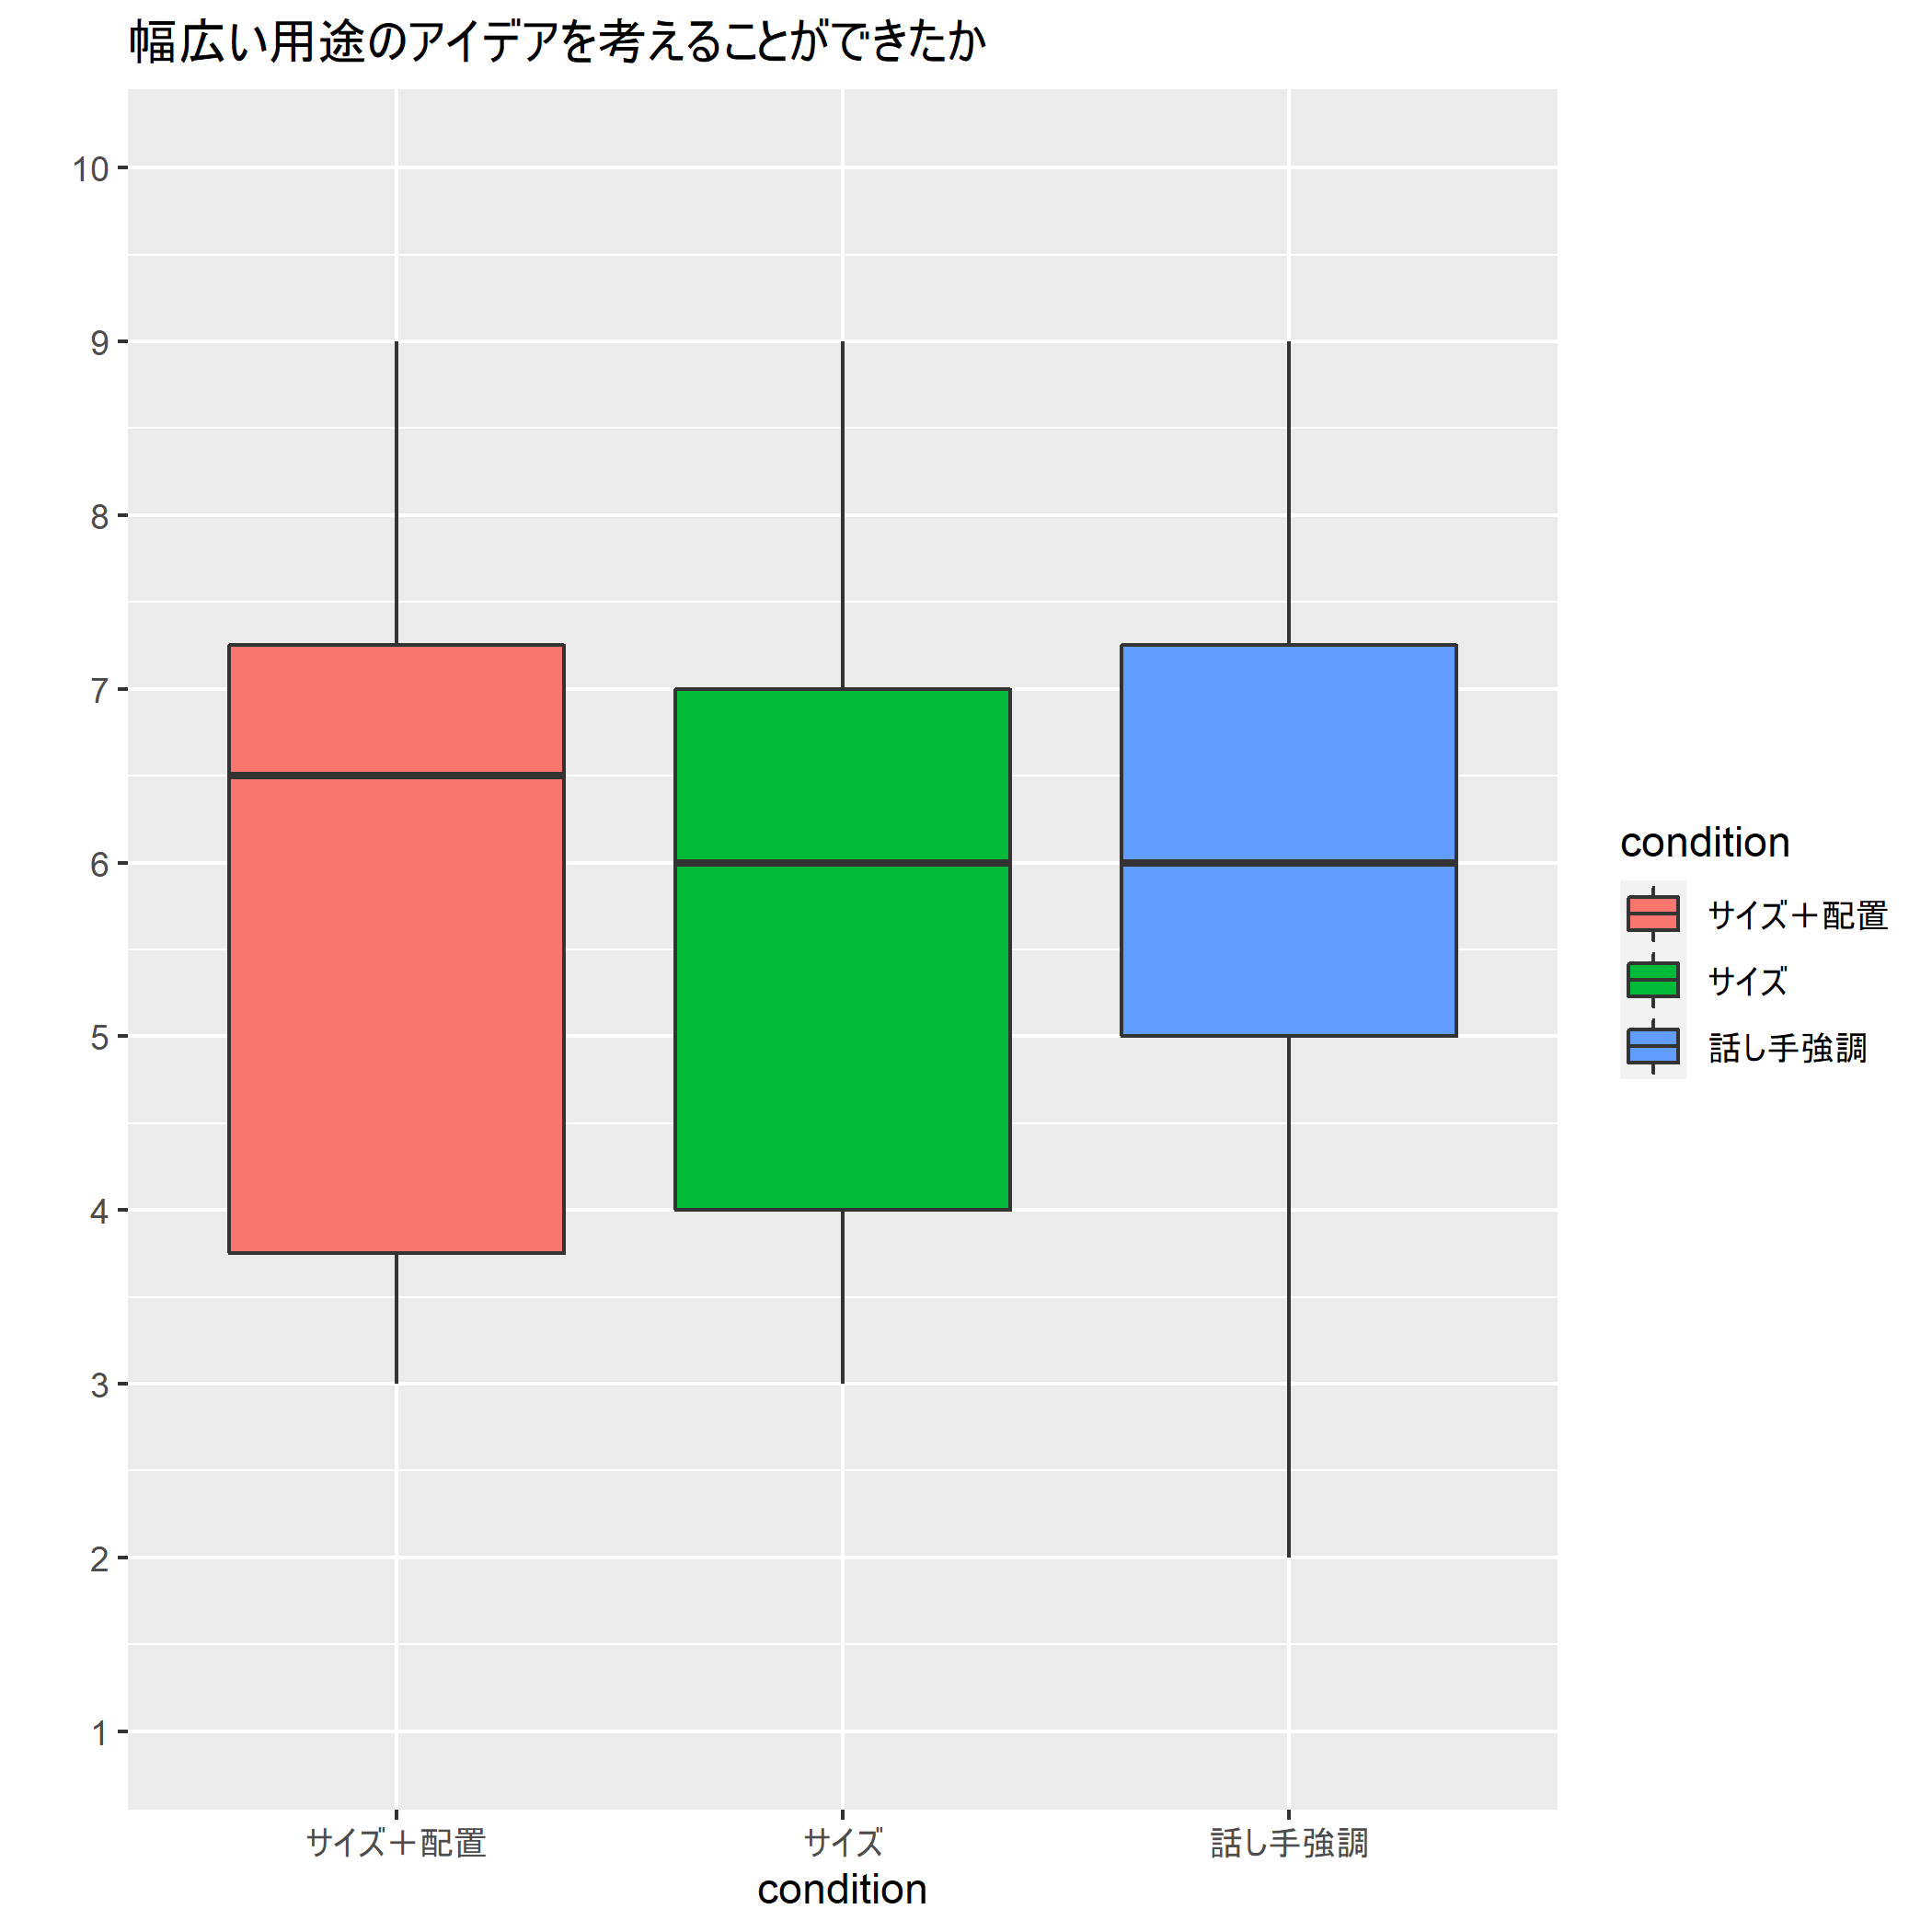 幅広い用途のアイデアを考えることができたか
10
9
8
7
6
5
4
3
2
1
サイズ＋配置
サイズ
話し手強調
condition
condition
サイズ＋配置
サイズ
話し手強調